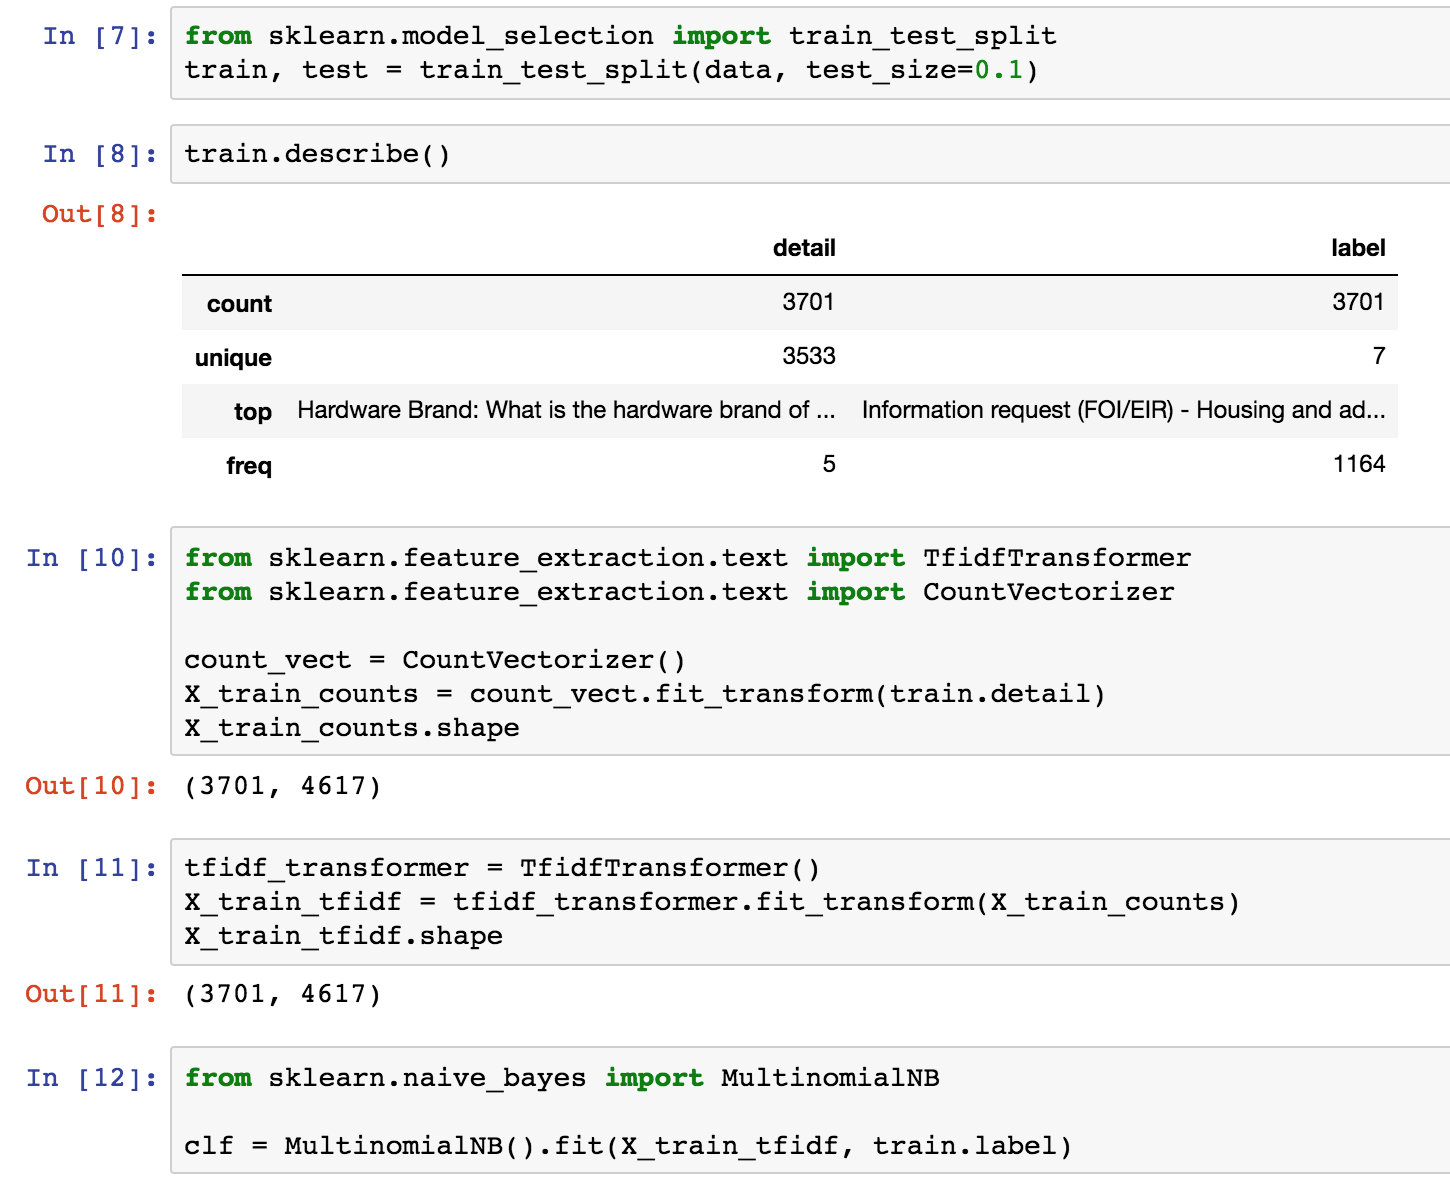 In [7]: from sklearn.model_selection import train_test_split
train, test = train_test_split(data, test_size=0.1)
In [8]: train.describe()
Out[8]:
detail label
count 3701 3701
unique 3533 7
top Hardware Brand: What is the hardware brand of ... Information request (FOI/EIR) - Housing and ad...
freq 5 1164
In [10]: from sklearn.feature_extraction.text import TfidfTransformer
from sklearn.feature_extraction.text import CountVectorizer
count_vect = CountVectorizer()
X_train_counts = count_vect.fit_transform(train.detail)
X_train_counts.shape
Out[10]: (3701, 4617)
In [11]: tfidf_transformer = TfidfTransformer()
X_train_tfidf = tfidf_transformer.fit_transform(X_train_counts)
X_train_tfidf.shape
Out[11]: (3701, 4617)
In [12]: from sklearn.naive_bayes import MultinomialNB
clf = MultinomialNB().fit(X_train_tfidf, train.label)